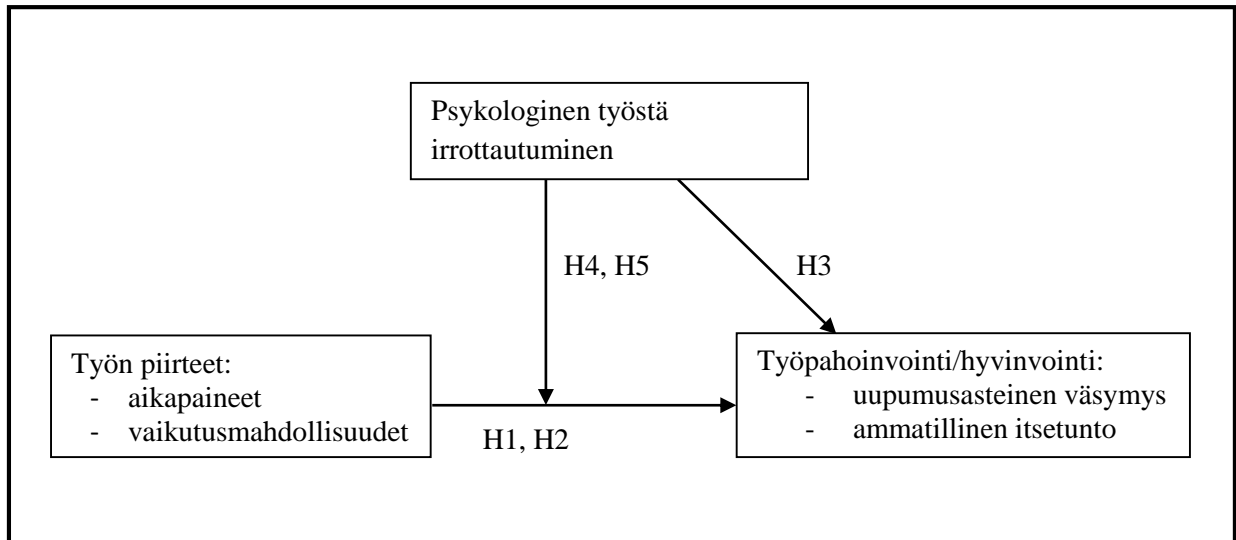 Psykologinen työstä
irrottautuminen
H4, H5
H3
Työn piirteet:
- aikapaineet
- vaikutusmahdollisuudet
H1, H2
Työpahoinvointi/hyvinvointi:
- uupumusasteinen väsymys
- ammatillinen itsetunto